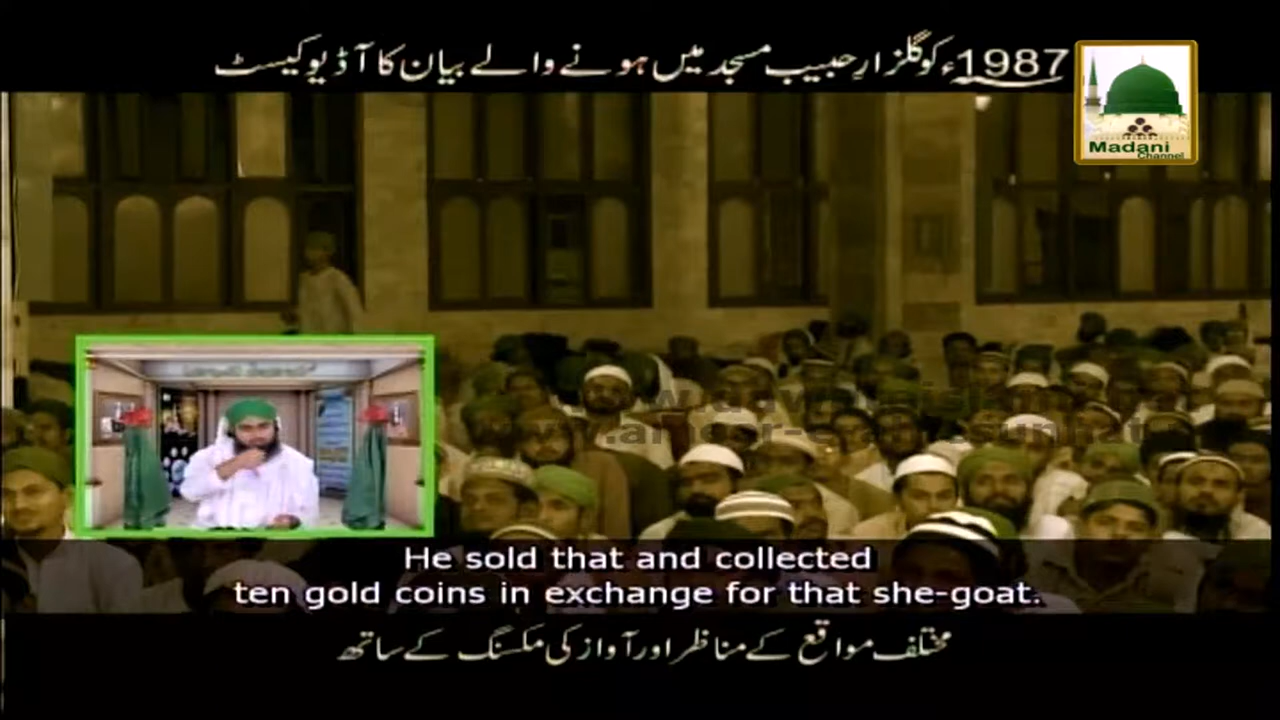 1987ء کو گلزارِ حبیب مسجد میں ہونے والے بیان کا آڈیو کیسٹ
Madani
Channel
He sold that and collected
ten gold coins in exchange for that she-goat.
مختلف مواقع کے مناظر اور آواز کی مکسنگ کے ساتھ